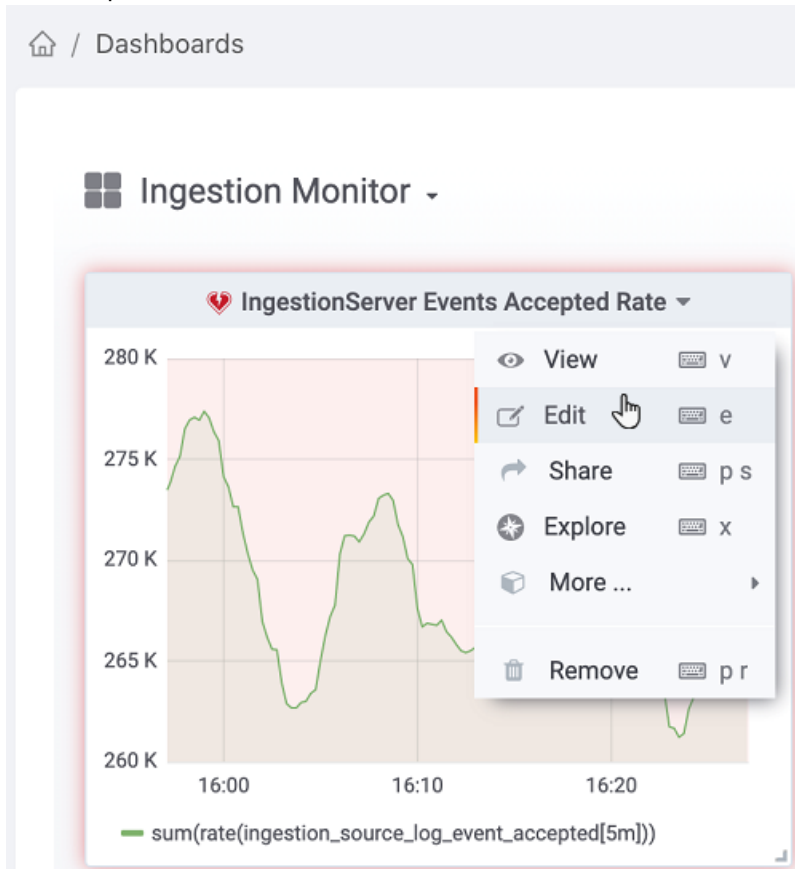 / Dashboards
Ingestion Monitor
IngestionServer Events Accepted Rate
280 K
275 K
270 K
265 K
260 K
16:00 16:10 16:20
sum(rate(ingestion_source_log_event_accepted[5m]))
View v
Edit e
Share p s
Explore x
More ...
Remove p r